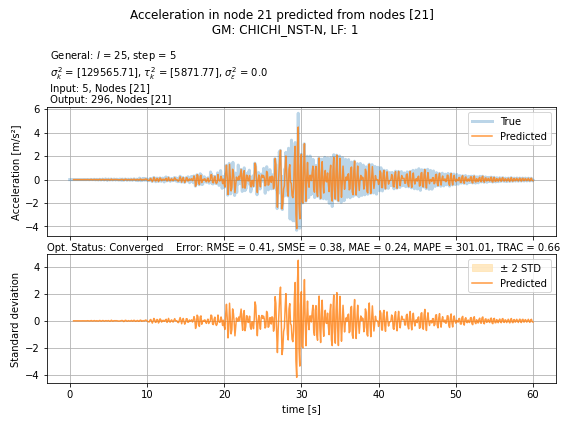 Acceleration in node 21 predicted from nodes [21]
GM: CHICHI_NST-N, LF: 1
General: l = 25, step = 5
σ²ₖ = [129565.71], τ²ₖ = [5871.77], σ²ε = 0.0
Input: 5, Nodes [21]
Output: 296, Nodes [21]
Acceleration [m/s²]
6
4
2
0
−2
−4
True
Predicted
Opt. Status: Converged    Error: RMSE = 0.41, SMSE = 0.38, MAE = 0.24, MAPE = 301.01, TRAC = 0.66
Standard deviation
4
2
0
−2
−4
± 2 STD
Predicted
0 10 20 30 40 50 60
time [s]